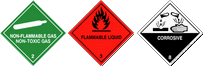 NON-FLAMMABLE GAS
NON-TOXIC GAS
2
FLAMMABLE LIQUID
3
CORROSIVE
8